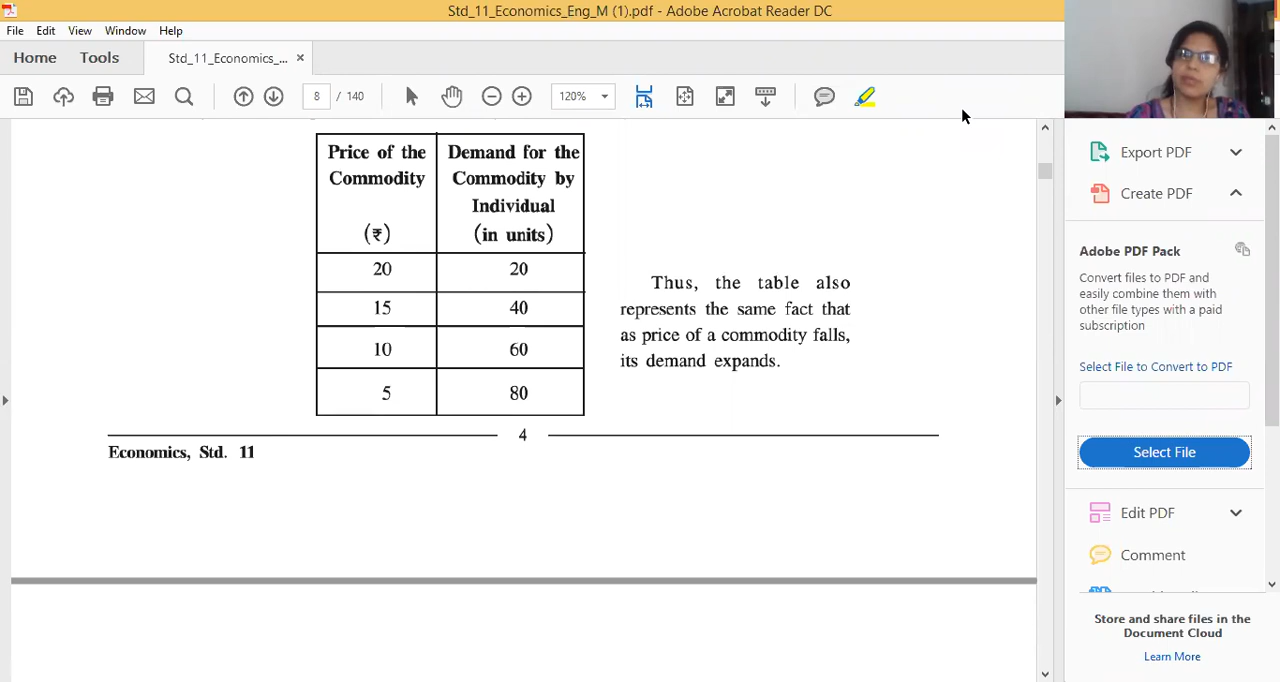 Std_11_Economics_Eng_M (1).pdf - Adobe Acrobat Reader DC
File Edit View Window Help
Home Tools Std_11_Economics_... ×
8 / 140 120%
Price of the Commodity (₹) Demand for the Commodity by Individual (in units)
20 20
15 40
10 60
5 80
Thus, the table also
represents the same fact that
as price of a commodity falls,
its demand expands.
4
Economics, Std. 11
Export PDF
Create PDF
Adobe PDF Pack
Convert files to PDF and
easily combine them with
other file types with a paid
subscription
Select File to Convert to PDF
Select File
Edit PDF
Comment
Store and share files in the
Document Cloud
Learn More